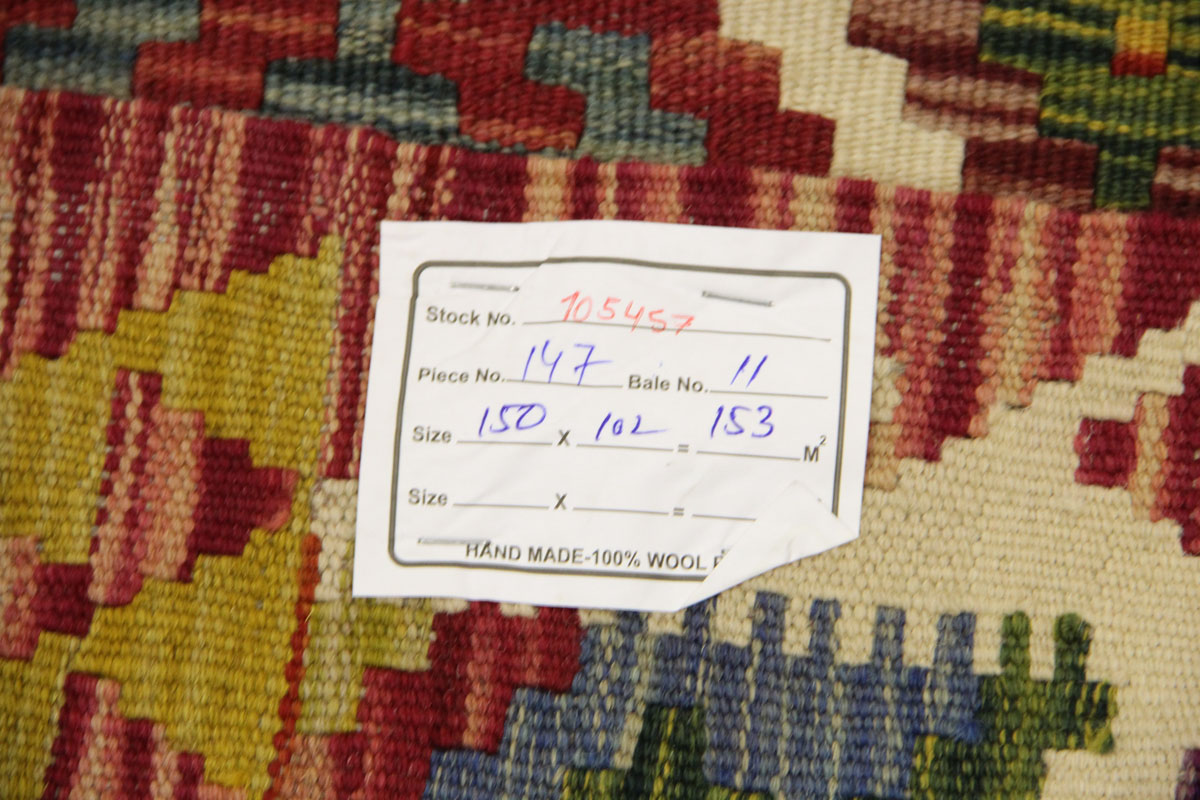 Stock No. 105457
Piece No. 147 Bale No. 11
Size 150 X 102 = 153 M²
Size X =
HAND MADE-100% WOOL